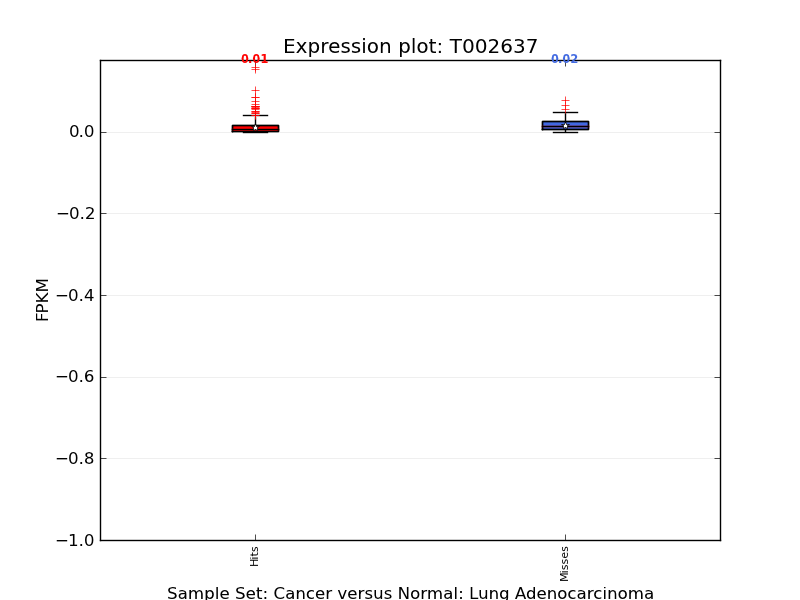 Expression plot: T002637
0.01
0.02
0.0
−0.2
−0.4
−0.6
−0.8
−1.0
FPKM
Hits
Misses
Sample Set: Cancer versus Normal: Lung Adenocarcinoma